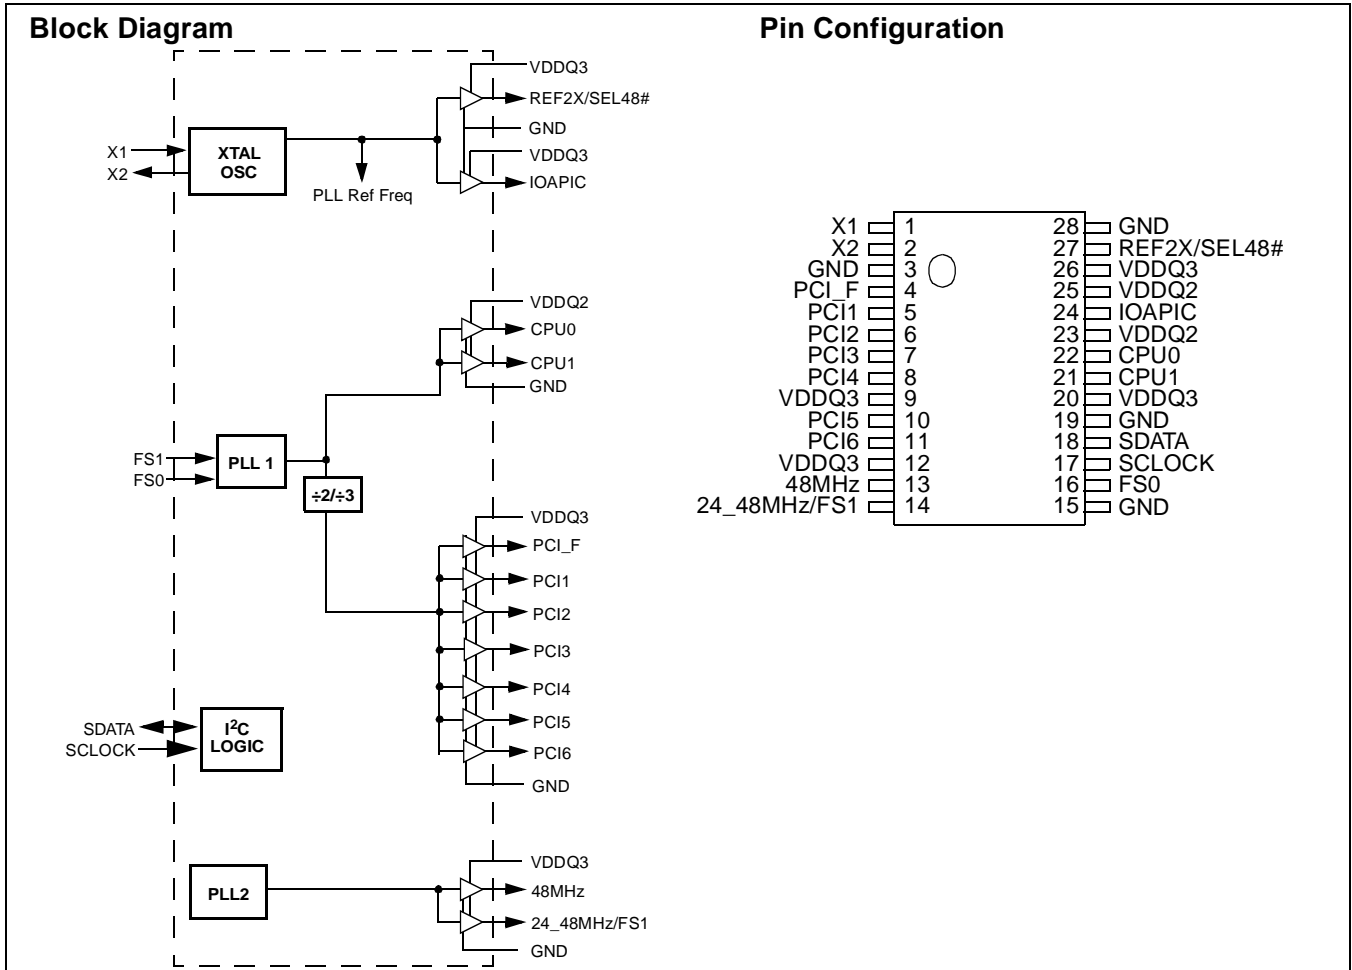 Block Diagram
VDDQ3
REF2X/SEL48#
GND
X1
XTAL
OSC
VDDQ3
X2
IOAPIC
PLL Ref Freq
VDDQ2
CPU0
CPU1
GND
FS1
PLL 1
FS0
÷2/÷3
VDDQ3
PCI_F
PCI1
PCI2
PCI3
PCI4
PCI5
SDATA
I2C
LOGIC
SCLOCK
PCI6
GND
VDDQ3
PLL2
48MHz
24_48MHz/FS1
GND
Pin Configuration
X1 1 28 GND
X2 2 27 REF2X/SEL48#
GND 3 26 VDDQ3
PCI_F 4 25 VDDQ2
PCI1 5 24 IOAPIC
PCI2 6 23 VDDQ2
PCI3 7 22 CPU0
PCI4 8 21 CPU1
VDDQ3 9 20 VDDQ3
PCI5 10 19 GND
PCI6 11 18 SDATA
VDDQ3 12 17 SCLOCK
48MHz 13 16 FS0
24_48MHz/FS1 14 15 GND